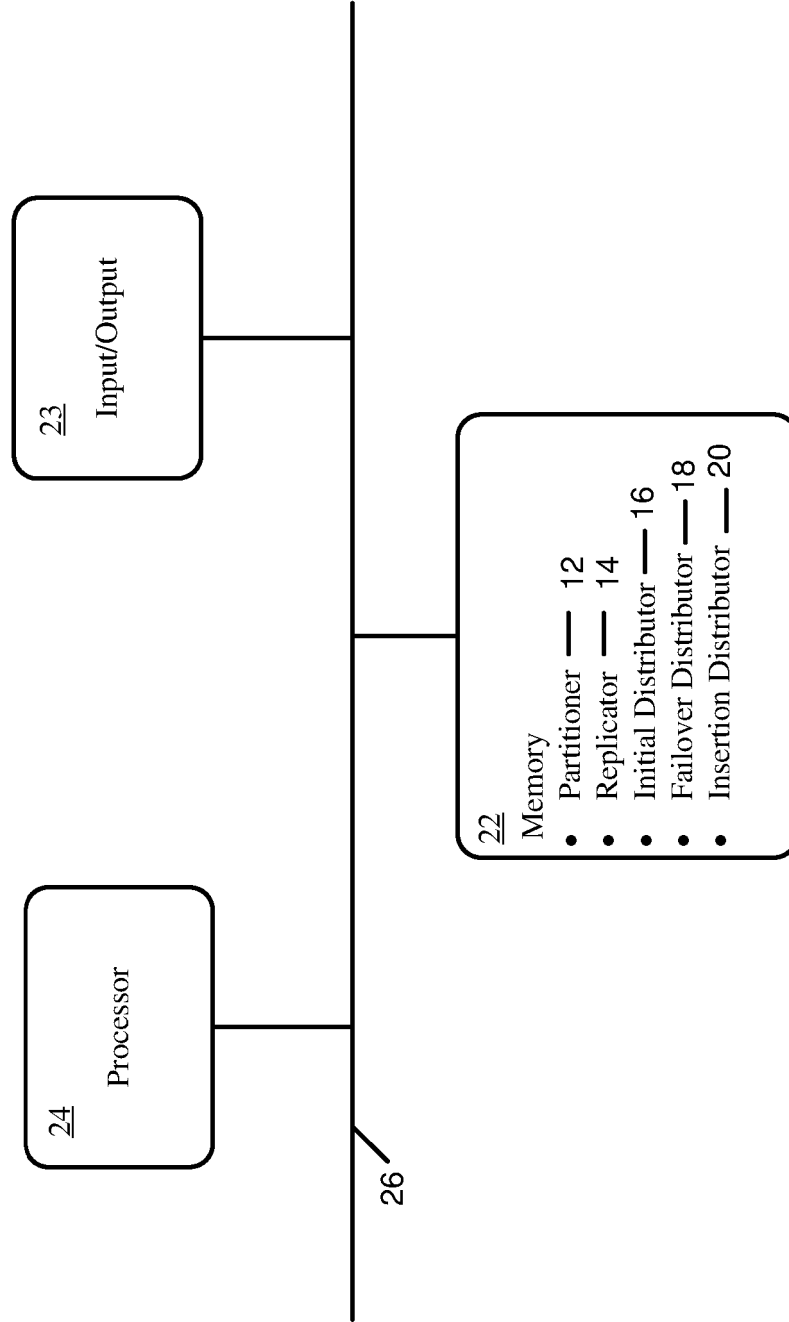 24
Processor
23
Input/Output
26
22
Memory
• Partitioner 12
• Replicator 14
• Initial Distributor 16
• Failover Distributor 18
• Insertion Distributor 20